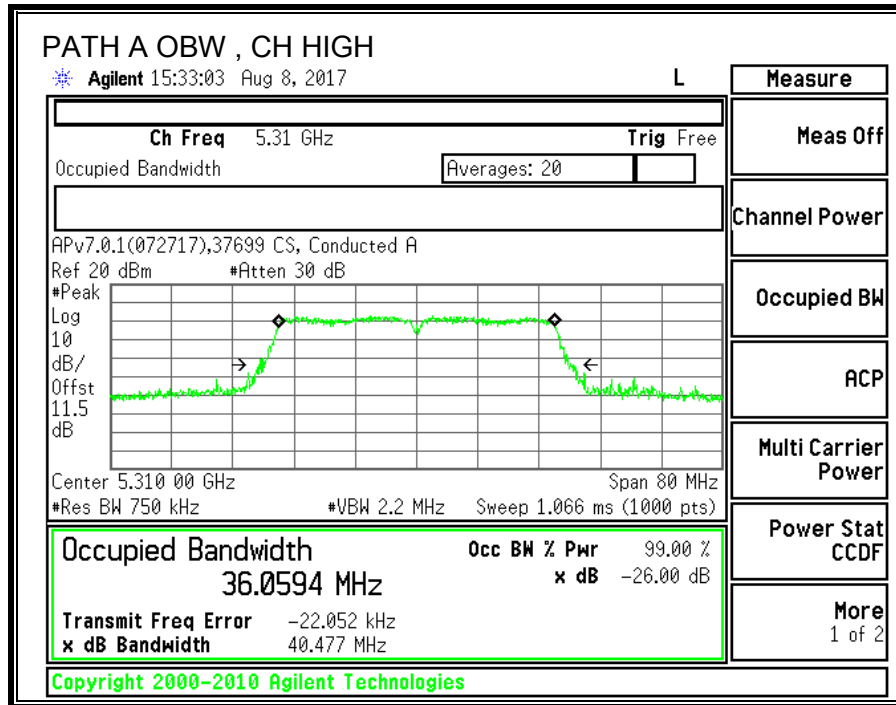 PATH A OBW , CH HIGH
Agilent 15:33:03 Aug 8, 2017 L
Measure
Ch Freq 5.31 GHz Trig Free
Occupied Bandwidth Averages: 20
APv7.0.1(072717),37699 CS, Conducted A
Ref 20 dBm #Atten 30 dB
#Peak
Log
10
dB/
Offst
11.5
dB
Center 5.310 00 GHz Span 80 MHz
#Res BW 750 kHz #VBW 2.2 MHz Sweep 1.066 ms (1000 pts)
Occupied Bandwidth Occ BW % Pwr 99.00 %
36.0594 MHz x dB -26.00 dB
Transmit Freq Error -22.052 kHz
x dB Bandwidth 40.477 MHz
Meas Off
Channel Power
Occupied BW
ACP
Multi Carrier
Power
Power Stat
CCDF
More
1 of 2
Copyright 2000-2010 Agilent Technologies